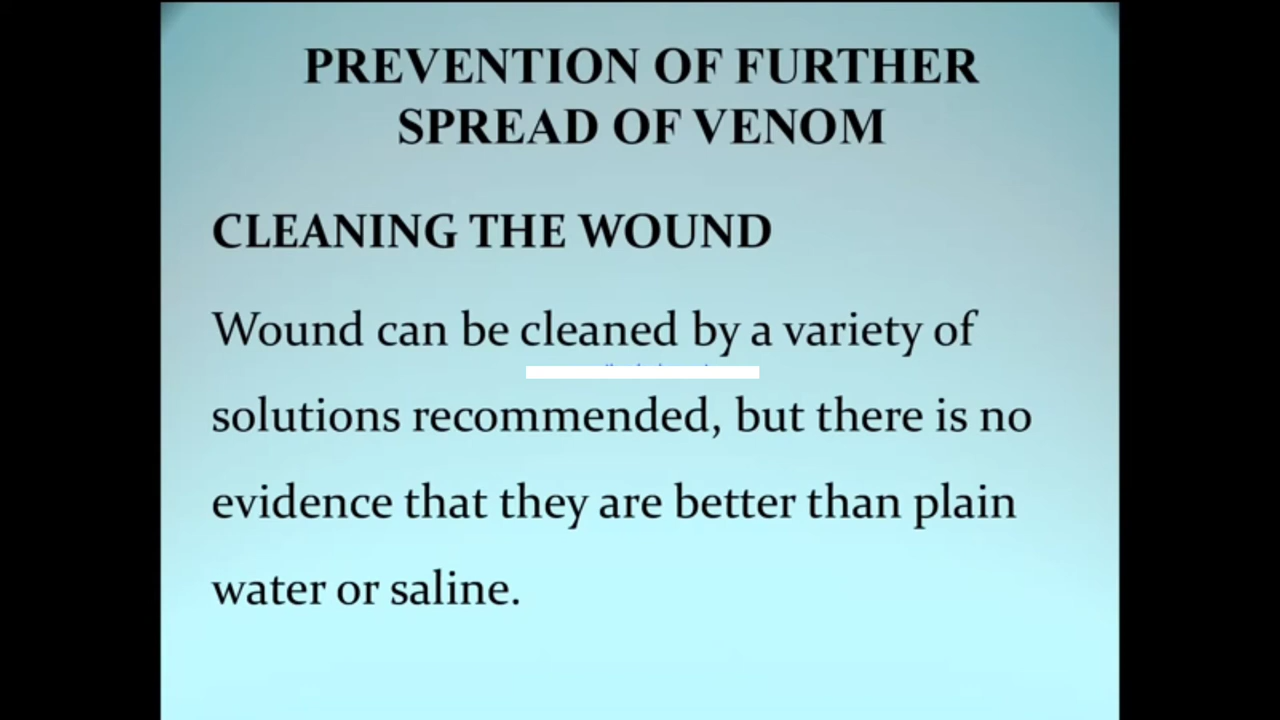 PREVENTION OF FURTHER
SPREAD OF VENOM
CLEANING THE WOUND
Wound can be cleaned by a variety of
solutions recommended, but there is no
evidence that they are better than plain
water or saline.